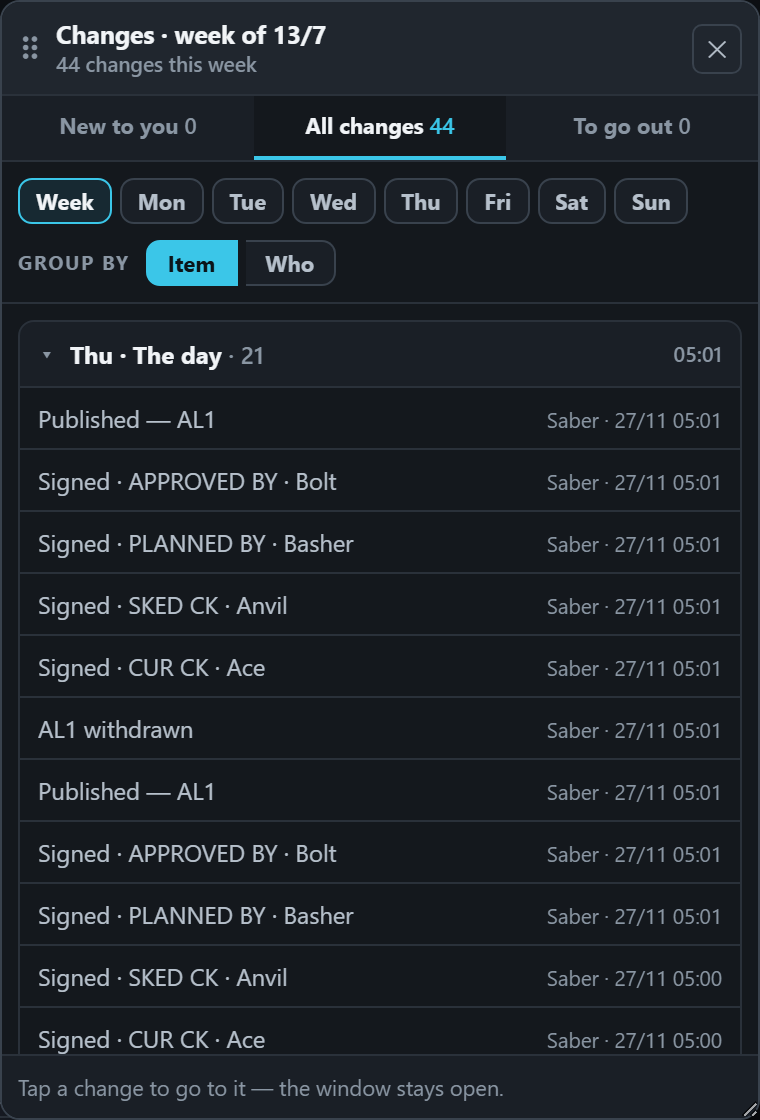 Changes · week of 13/7
44 changes this week
New to you 0 All changes 44 To go out 0
Week Mon Tue Wed Thu Fri Sat Sun
GROUP BY Item Who
Thu · The day · 21 05:01
Published — AL1 Saber · 27/11 05:01
Signed · APPROVED BY · Bolt Saber · 27/11 05:01
Signed · PLANNED BY · Basher Saber · 27/11 05:01
Signed · SKED CK · Anvil Saber · 27/11 05:01
Signed · CUR CK · Ace Saber · 27/11 05:01
AL1 withdrawn Saber · 27/11 05:01
Published — AL1 Saber · 27/11 05:01
Signed · APPROVED BY · Bolt Saber · 27/11 05:01
Signed · PLANNED BY · Basher Saber · 27/11 05:01
Signed · SKED CK · Anvil Saber · 27/11 05:00
Signed · CUR CK · Ace Saber · 27/11 05:00
Tap a change to go to it — the window stays open.